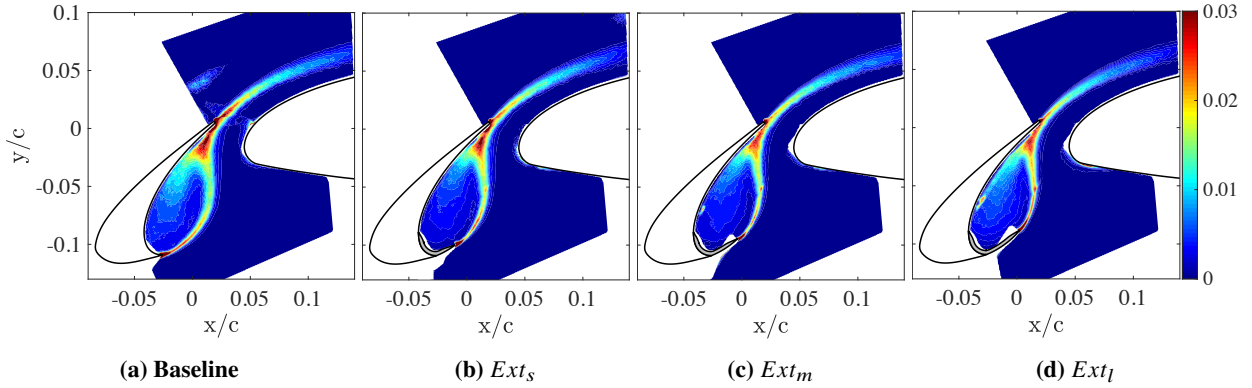 0.1
0.05
0
-0.05
-0.1
y/c
-0.05 0 0.05 0.1
x/c
-0.05 0 0.05 0.1
x/c
-0.05 0 0.05 0.1
x/c
-0.05 0 0.05 0.1
x/c
0.03
0.02
0.01
0
(a) Baseline
(b) Ext_s
(c) Ext_m
(d) Ext_l